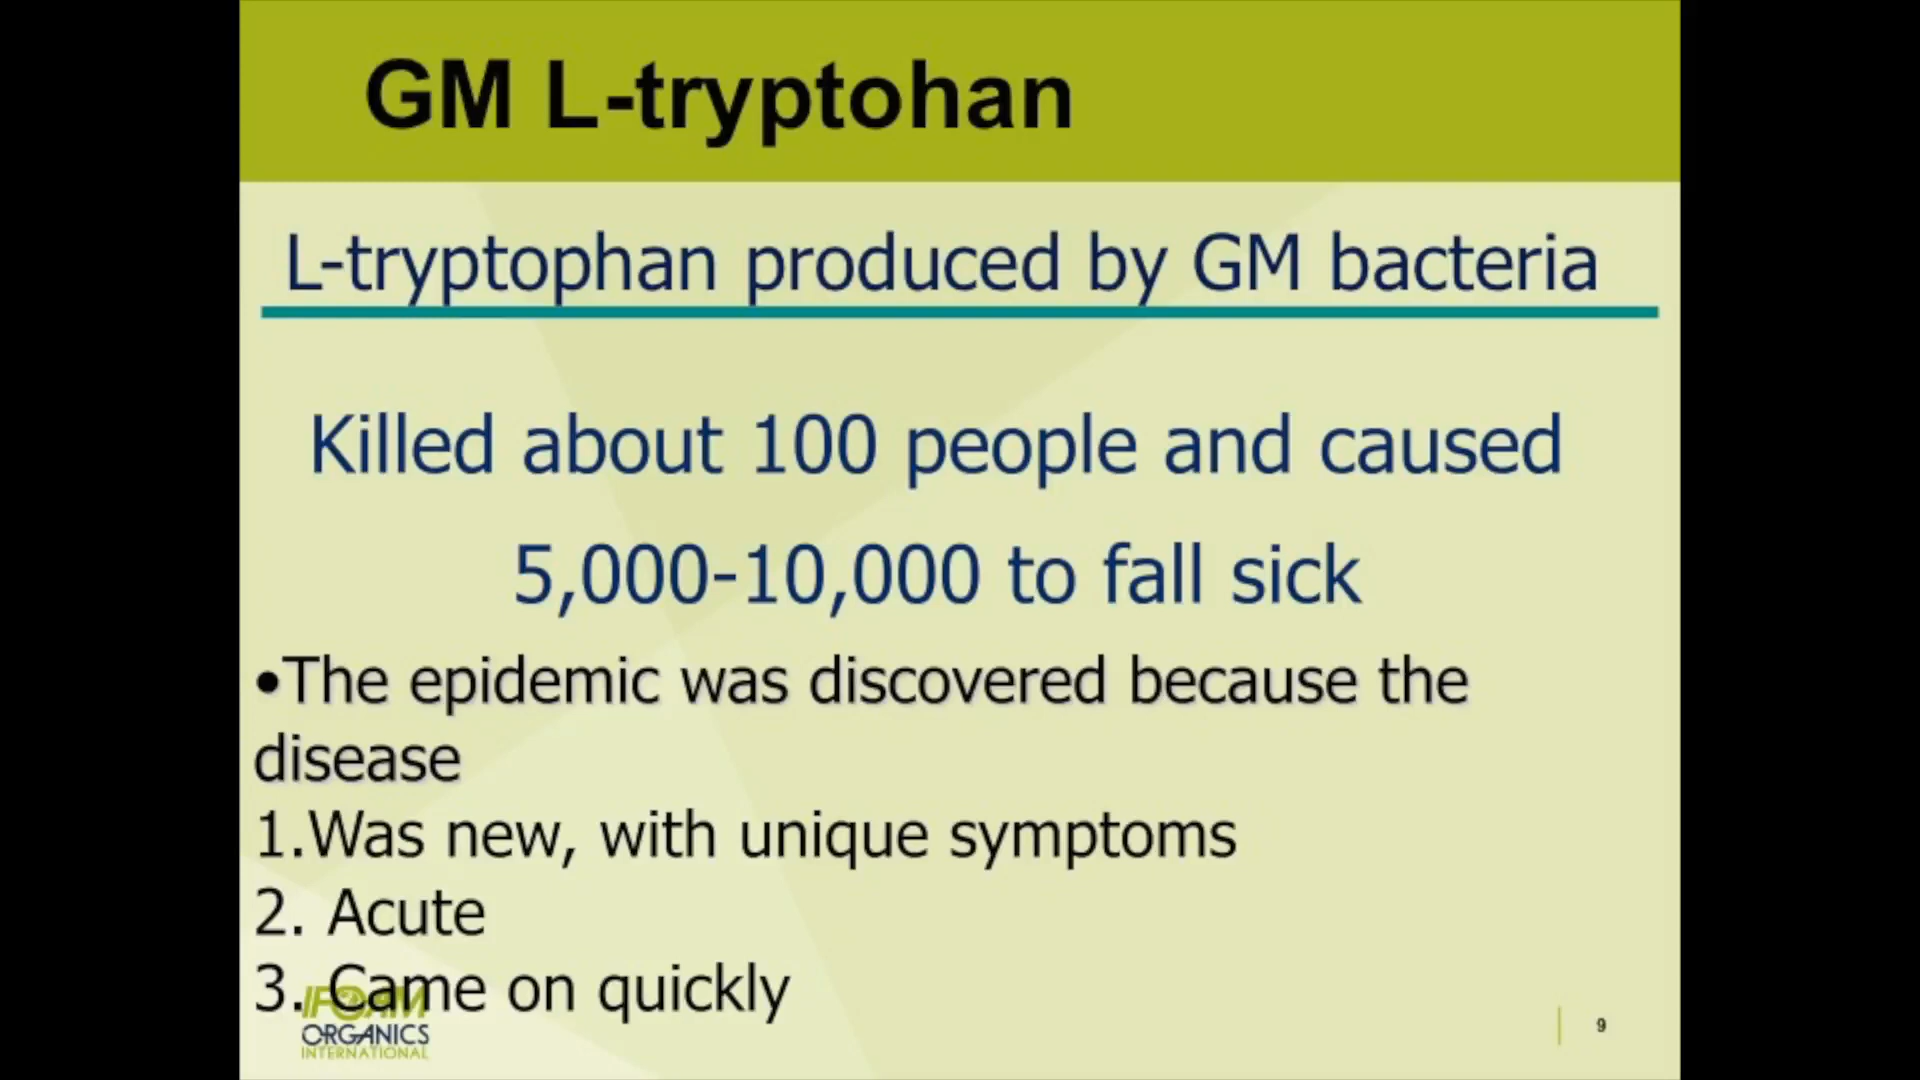 GM L-tryptohan
L-tryptophan produced by GM bacteria
Killed about 100 people and caused
5,000-10,000 to fall sick
•The epidemic was discovered because the
disease
1.Was new, with unique symptoms
2. Acute
3. Came on quickly
IFOAM
ORGANICS
INTERNATIONAL
9